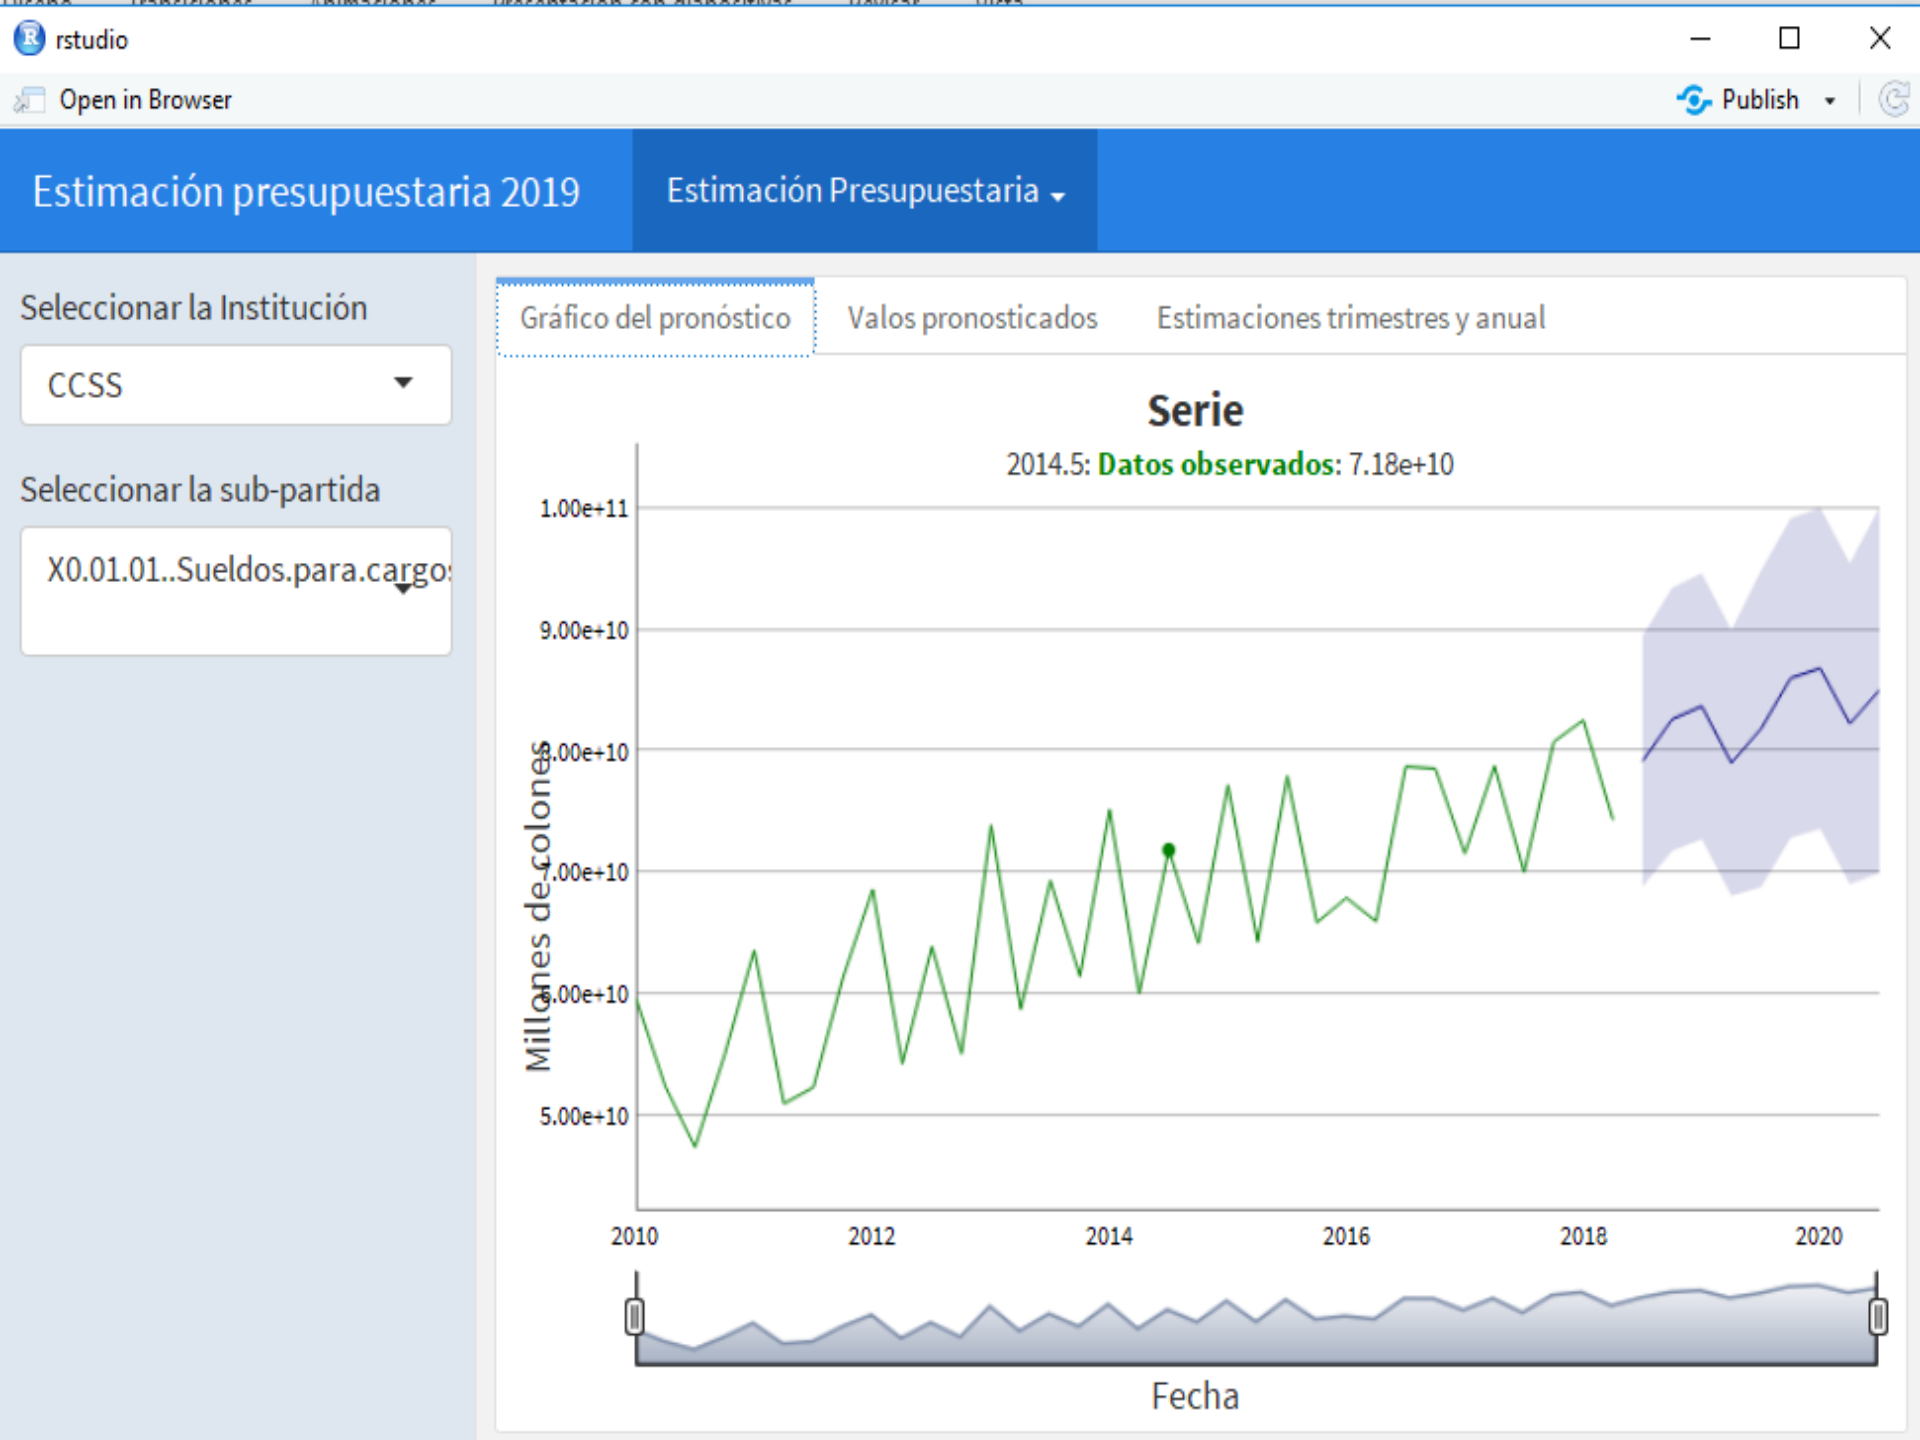 rstudio
Open in Browser
Publish
Estimación presupuestaria 2019
Estimación Presupuestaria
Seleccionar la Institución
CCSS
Seleccionar la sub-partida
X0.01.01..Sueldos.para.cargos
Gráfico del pronóstico
Valos pronosticados
Estimaciones trimestres y anual
Serie
2014.5: Datos observados: 7.18e+10
1.00e+11
9.00e+10
8.00e+10
7.00e+10
6.00e+10
5.00e+10
Millones de colones
2010
2012
2014
2016
2018
2020
Fecha